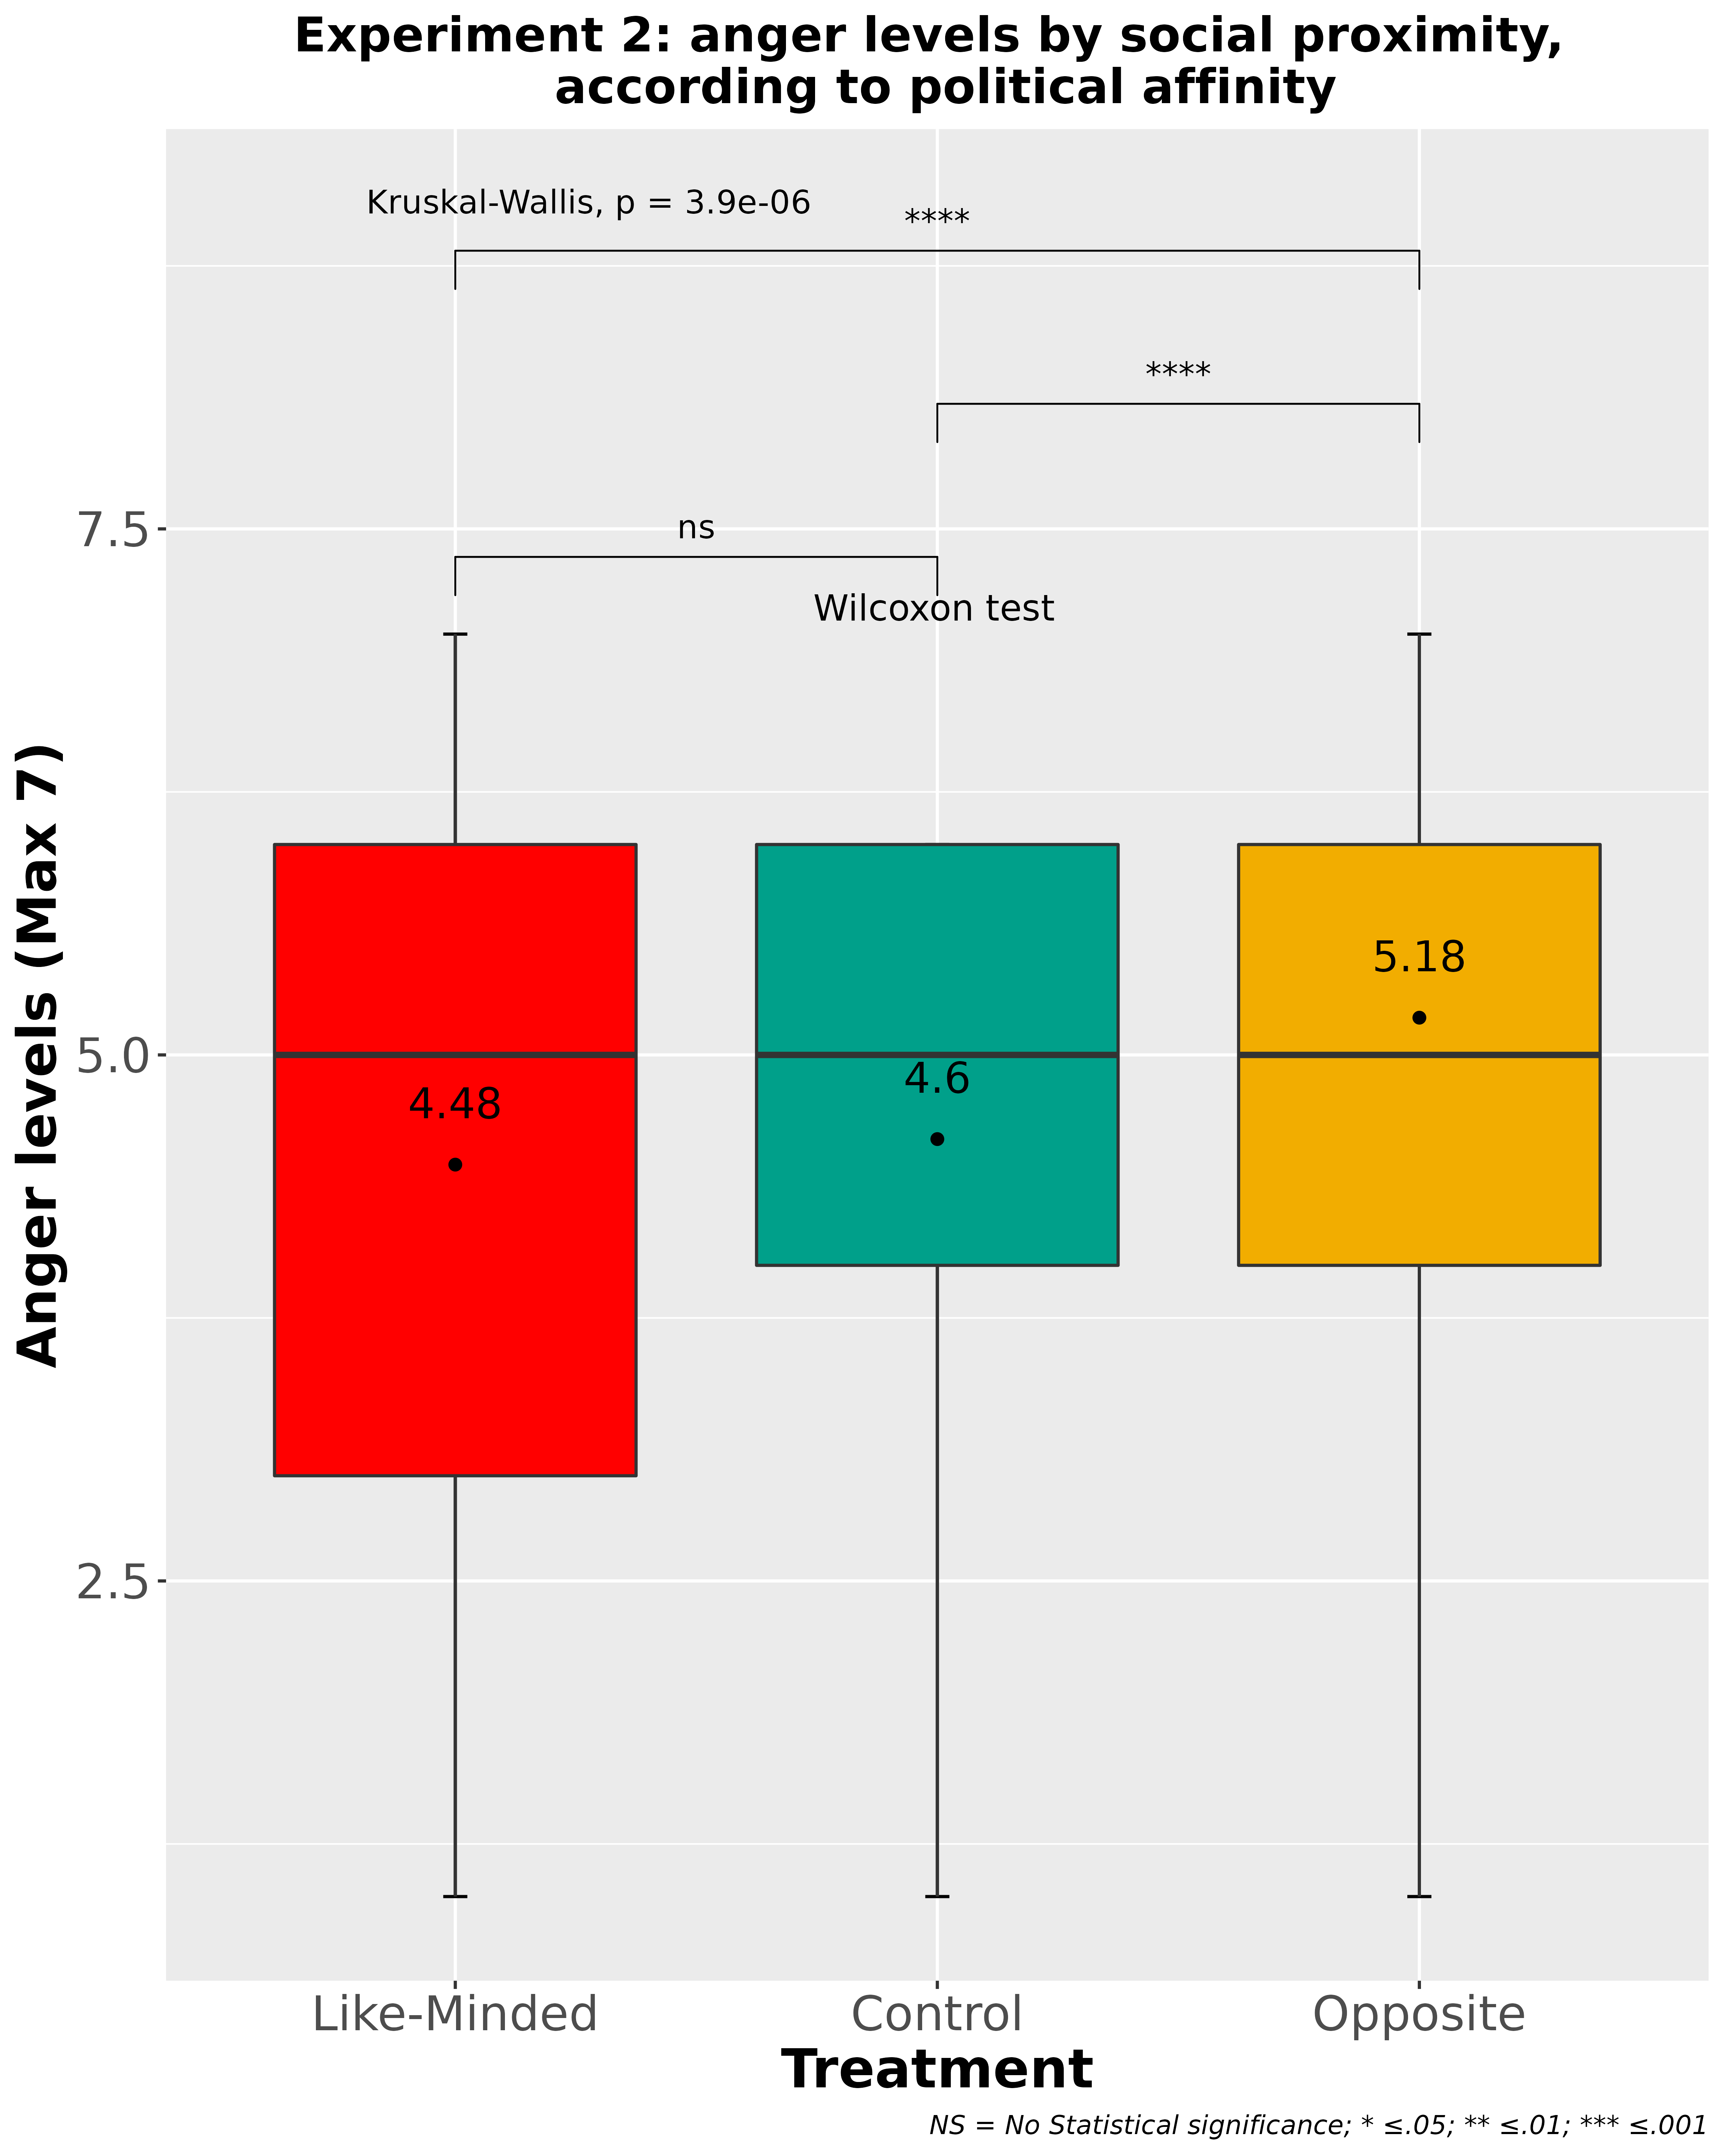 Experiment 2: anger levels by social proximity,
according to political affinity
Kruskal-Wallis, p = 3.9e-06
****
****
ns
Wilcoxon test
7.5
5.0
2.5
Anger levels (Max 7)
5.18
4.6
4.48
Like-Minded
Control
Opposite
Treatment
NS = No Statistical significance; * ≤.05; ** ≤.01; *** ≤.001